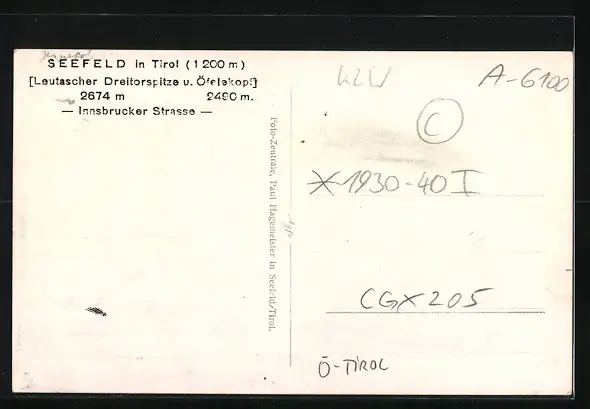 SEEFELD in Tirol (1200 m)
[Leutascher Dreitorspitze u. Öfelekopf]
2674 m 2490 m.
— Innsbrucker Strasse —
Foto-Zentrale, Paul Hagemeister in Seefeld/Tirol.
A-6100
C
1930-40 I
CGX205
Ö-TIROL